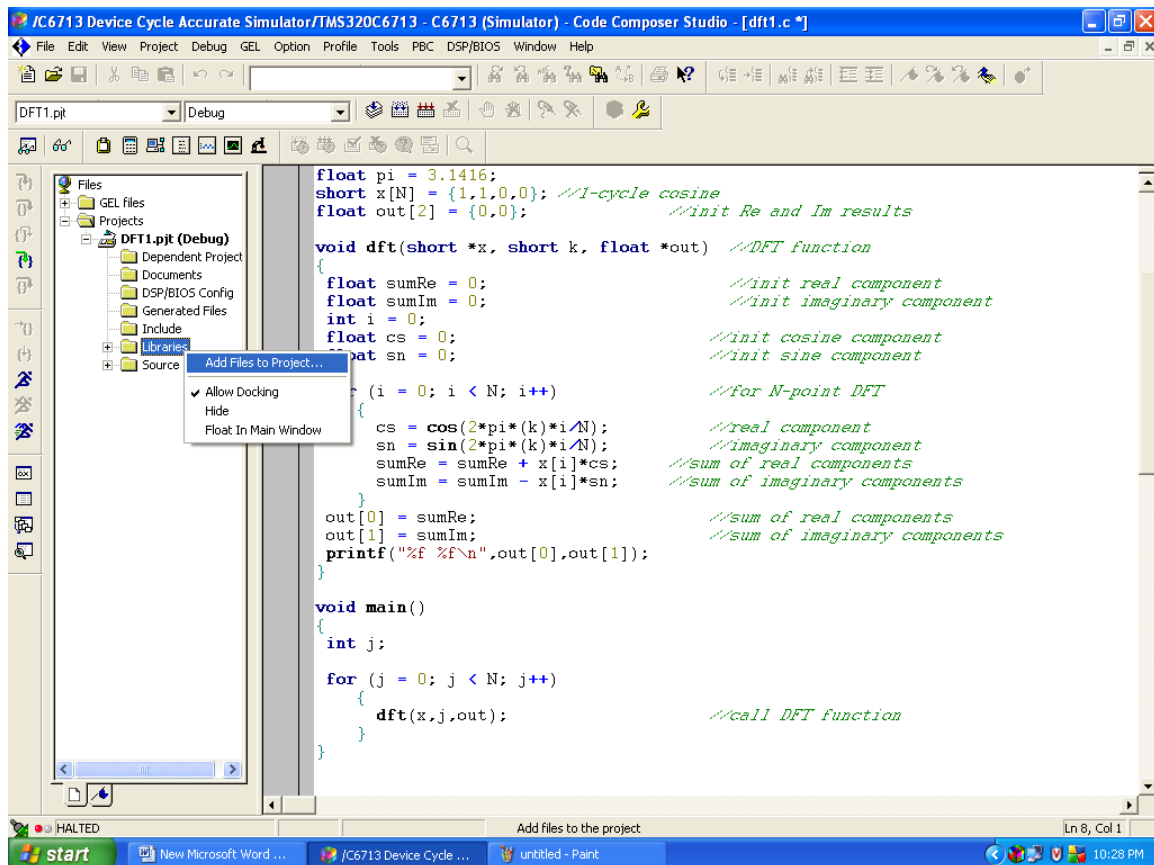 /C6713 Device Cycle Accurate Simulator/TMS320C6713 - C6713 (Simulator) - Code Composer Studio - [dft1.c *]
File Edit View Project Debug GEL Option Profile Tools PBC DSP/BIOS Window Help
DFT1.pjt Debug
Files
GEL files
Projects
DFT1.pjt (Debug)
Dependent Project
Documents
DSP/BIOS Config
Generated Files
Include
Libraries
Source
Add Files to Project...
Allow Docking
Hide
Float In Main Window
float pi = 3.1416;
short x[N] = {1,1,0,0}; //1-cycle cosine
float out[2] = {0,0}; //init Re and Im results
void dft(short *x, short k, float *out) //DFT function
{
float sumRe = 0; //init real component
float sumIm = 0; //init imaginary component
int i = 0;
float cs = 0; //init cosine component
float sn = 0; //init sine component
(i = 0; i < N; i++) //for N-point DFT
{
cs = cos(2*pi*(k)*i/N); //real component
sn = sin(2*pi*(k)*i/N); //imaginary component
sumRe = sumRe + x[i]*cs; //sum of real components
sumIm = sumIm - x[i]*sn; //sum of imaginary components
}
out[0] = sumRe; //sum of real components
out[1] = sumIm; //sum of imaginary components
printf("%f %f\n",out[0],out[1]);
}
void main()
{
int j;
for (j = 0; j < N; j++)
{
dft(x,j,out); //call DFT function
}
}
HALTED Add files to the project Ln 8, Col 1
start New Microsoft Word ... /C6713 Device Cycle ... untitled - Paint 10:28 PM